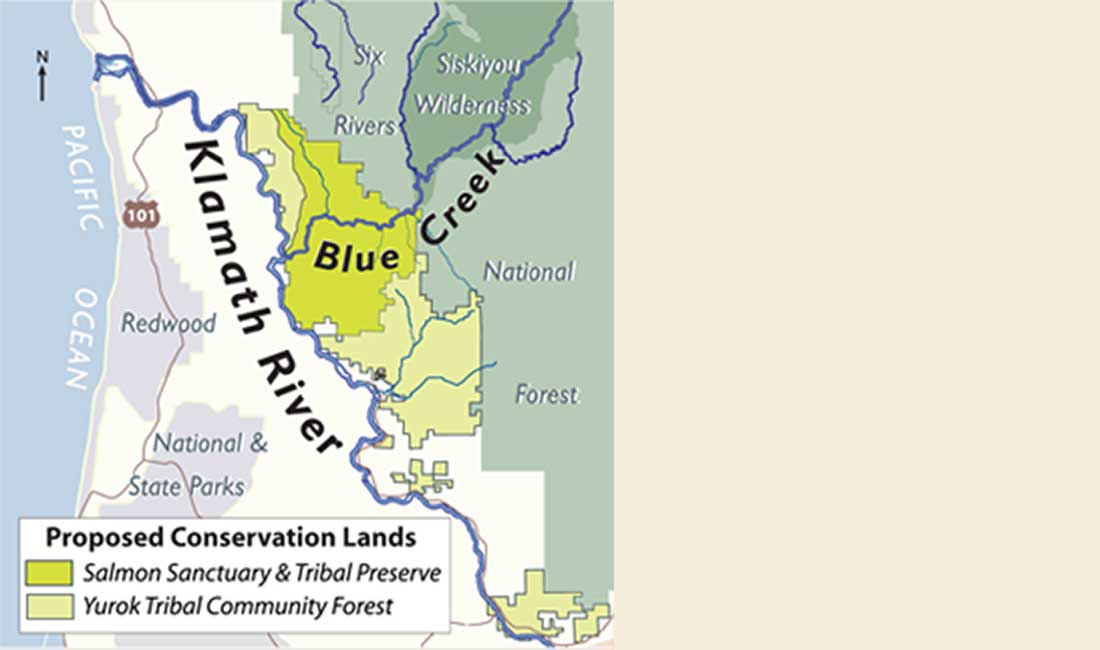 N
Six
Rivers
Siskiyou
Wilderness
PACIFIC
OCEAN
101
Klamath River
Blue Creek
National
Forest
Redwood
National &
State Parks
Proposed Conservation Lands
Salmon Sanctuary & Tribal Preserve
Yurok Tribal Community Forest